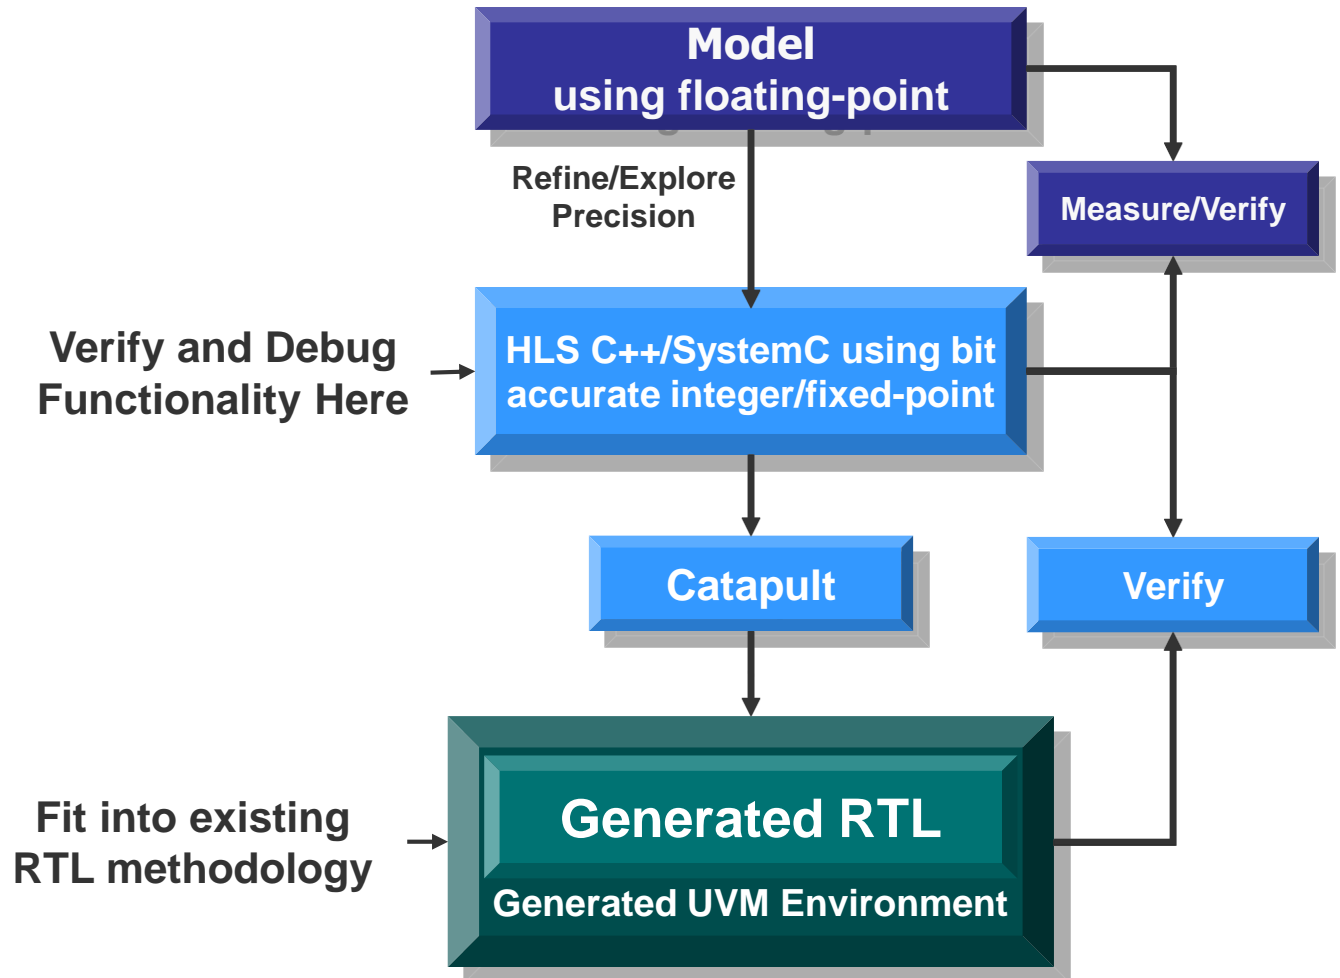 Model
using floating-point
Refine/Explore
Precision
Measure/Verify
Verify and Debug
Functionality Here
HLS C++/SystemC using bit
accurate integer/fixed-point
Catapult
Verify
Fit into existing
RTL methodology
Generated RTL
Generated UVM Environment